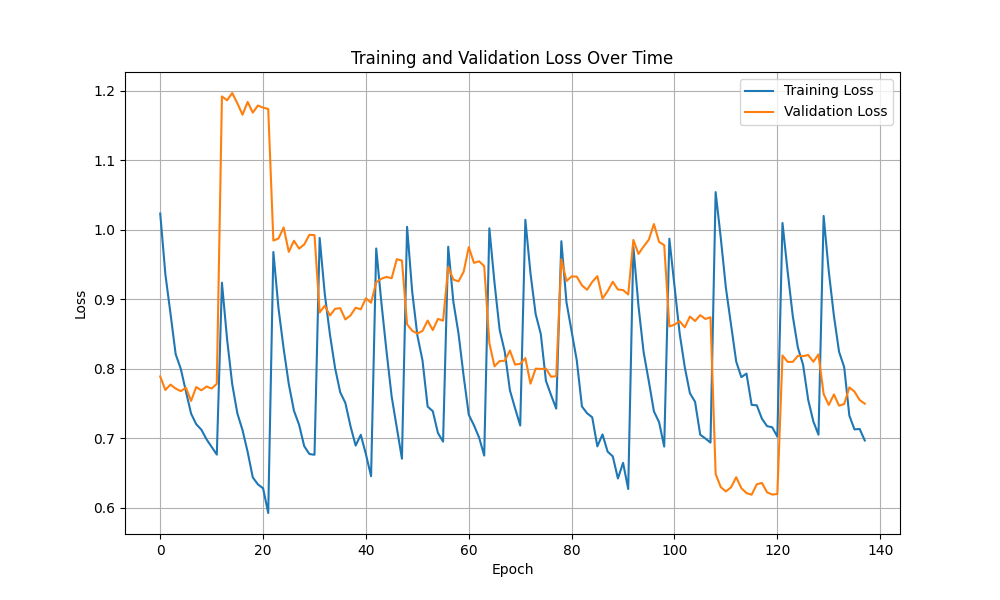 Training and Validation Loss Over Time
Training Loss
Validation Loss
1.2
1.1
1.0
0.9
0.8
0.7
0.6
Loss
0 20 40 60 80 100 120 140
Epoch